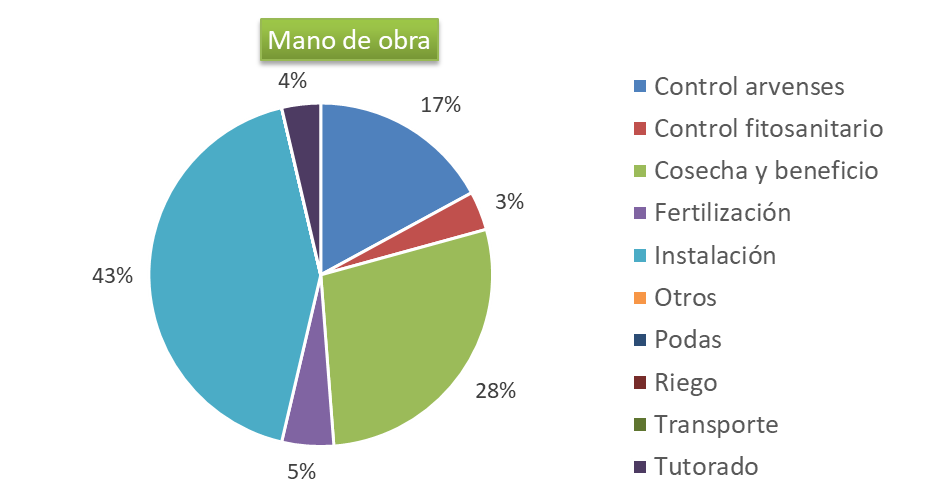 Mano de obra
4%
17%
3%
43%
28%
5%
Control arvenses
Control fitosanitario
Cosecha y beneficio
Fertilización
Instalación
Otros
Podas
Riego
Transporte
Tutorado